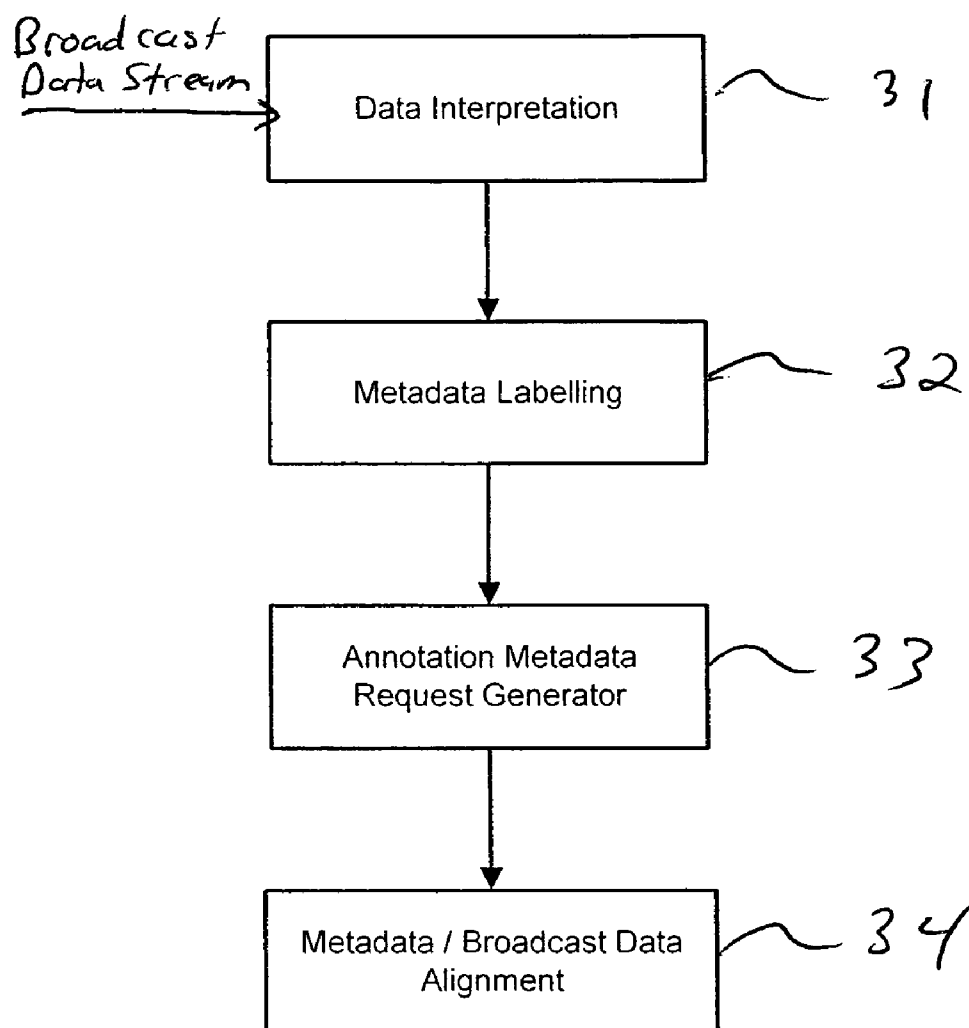 Broadcast
Data Stream
Data Interpretation
31
Metadata Labelling
32
Annotation Metadata
Request Generator
33
Metadata / Broadcast Data
Alignment
34